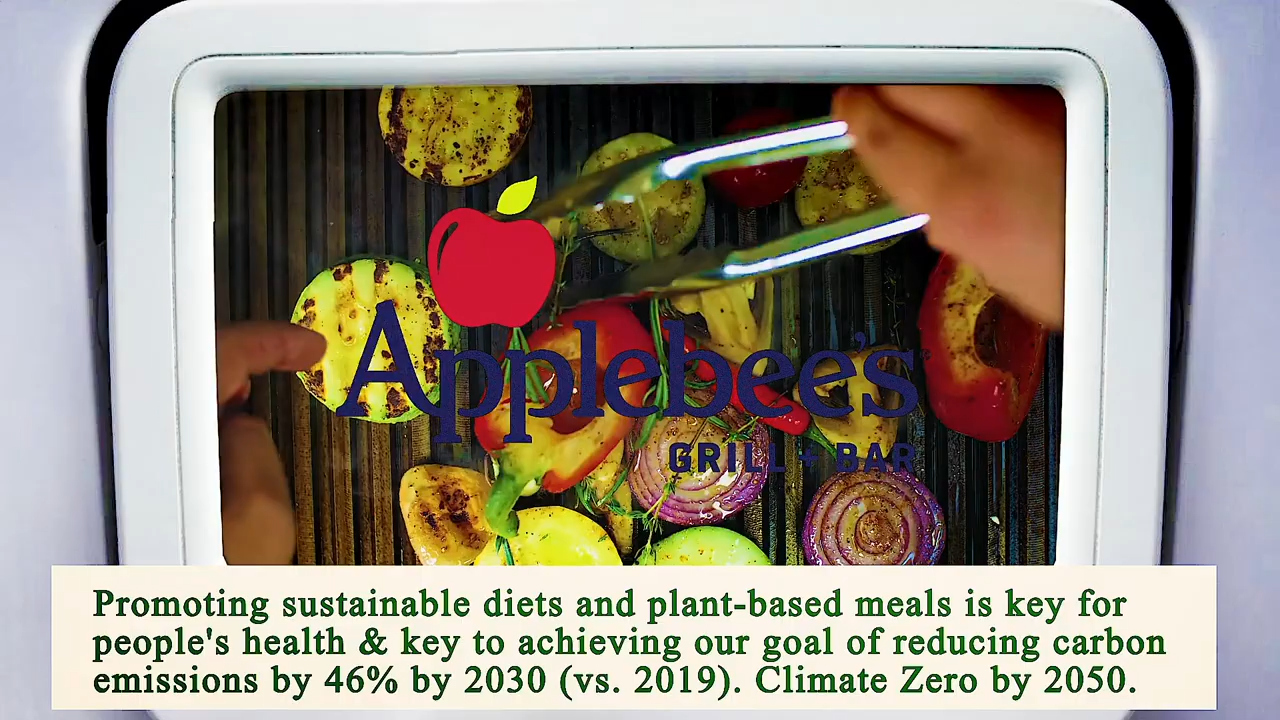 Applebee's
GRILL + BAR
Promoting sustainable diets and plant-based meals is key for
people's health & key to achieving our goal of reducing carbon
emissions by 46% by 2030 (vs. 2019). Climate Zero by 2050.